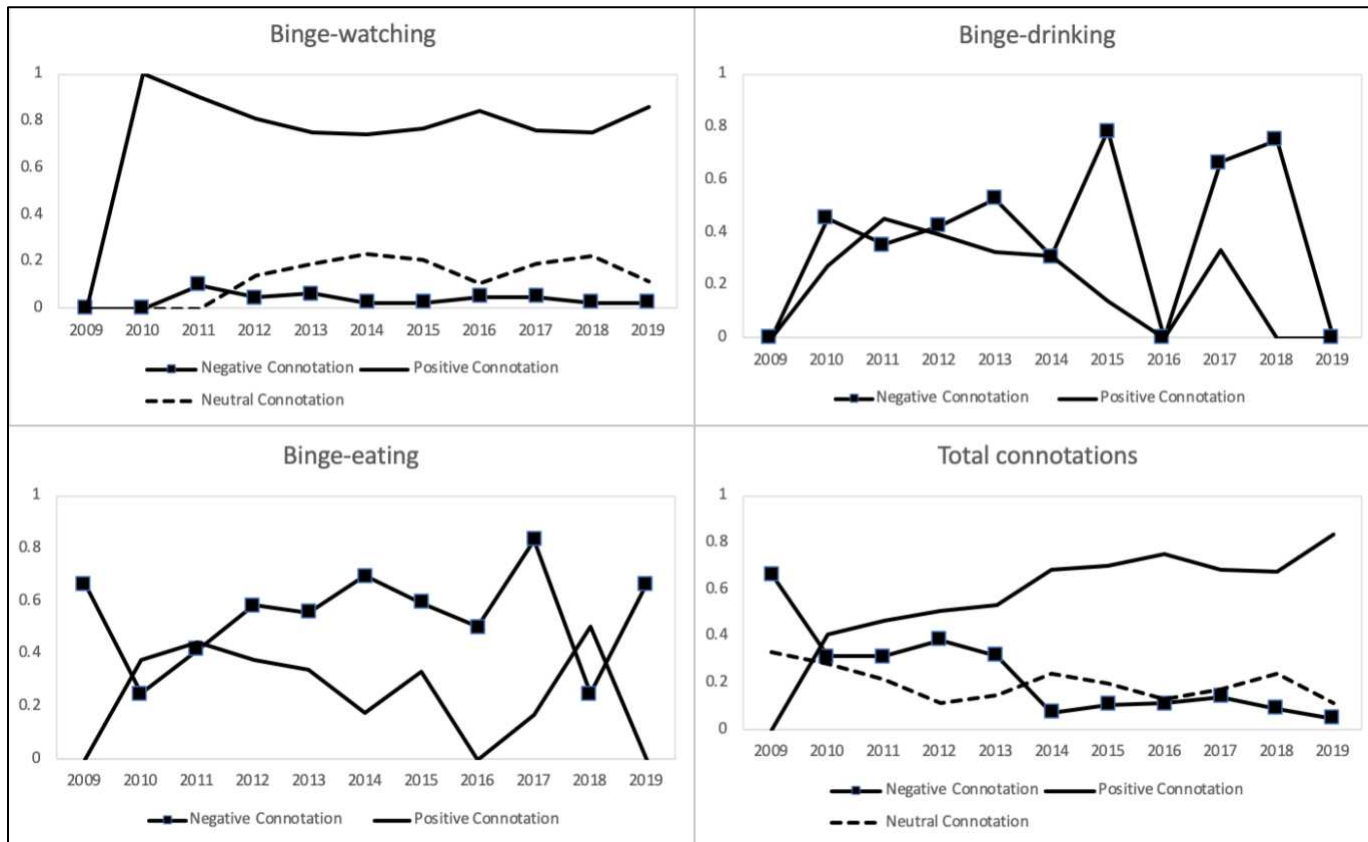 Binge-watching
1
0.8
0.6
0.4
0.2
0
2009 2010 2011 2012 2013 2014 2015 2016 2017 2018 2019
Negative Connotation Positive Connotation
Neutral Connotation
Binge-drinking
1
0.8
0.6
0.4
0.2
0
2009 2010 2011 2012 2013 2014 2015 2016 2017 2018 2019
Negative Connotation Positive Connotation
Binge-eating
1
0.8
0.6
0.4
0.2
0
2009 2010 2011 2012 2013 2014 2015 2016 2017 2018 2019
Negative Connotation Positive Connotation
Total connotations
1
0.8
0.6
0.4
0.2
0
2009 2010 2011 2012 2013 2014 2015 2016 2017 2018 2019
Negative Connotation Positive Connotation
Neutral Connotation